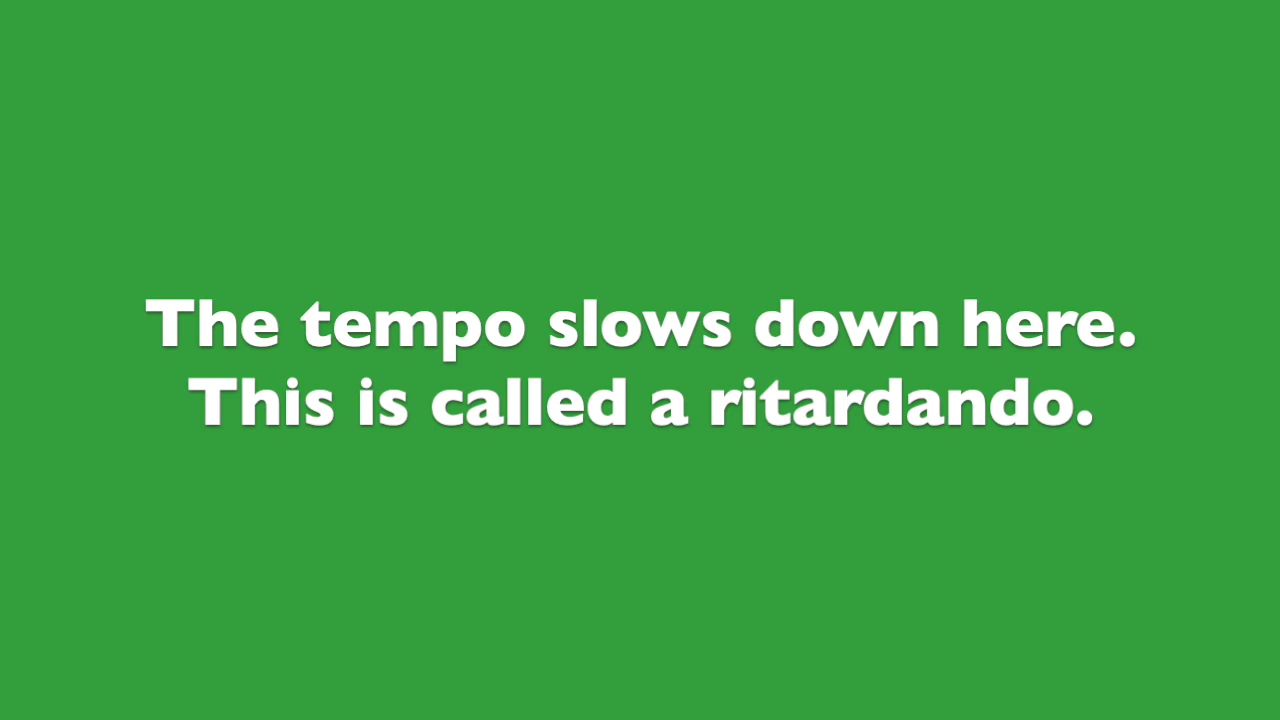 The tempo slows down here.
This is called a ritardando.